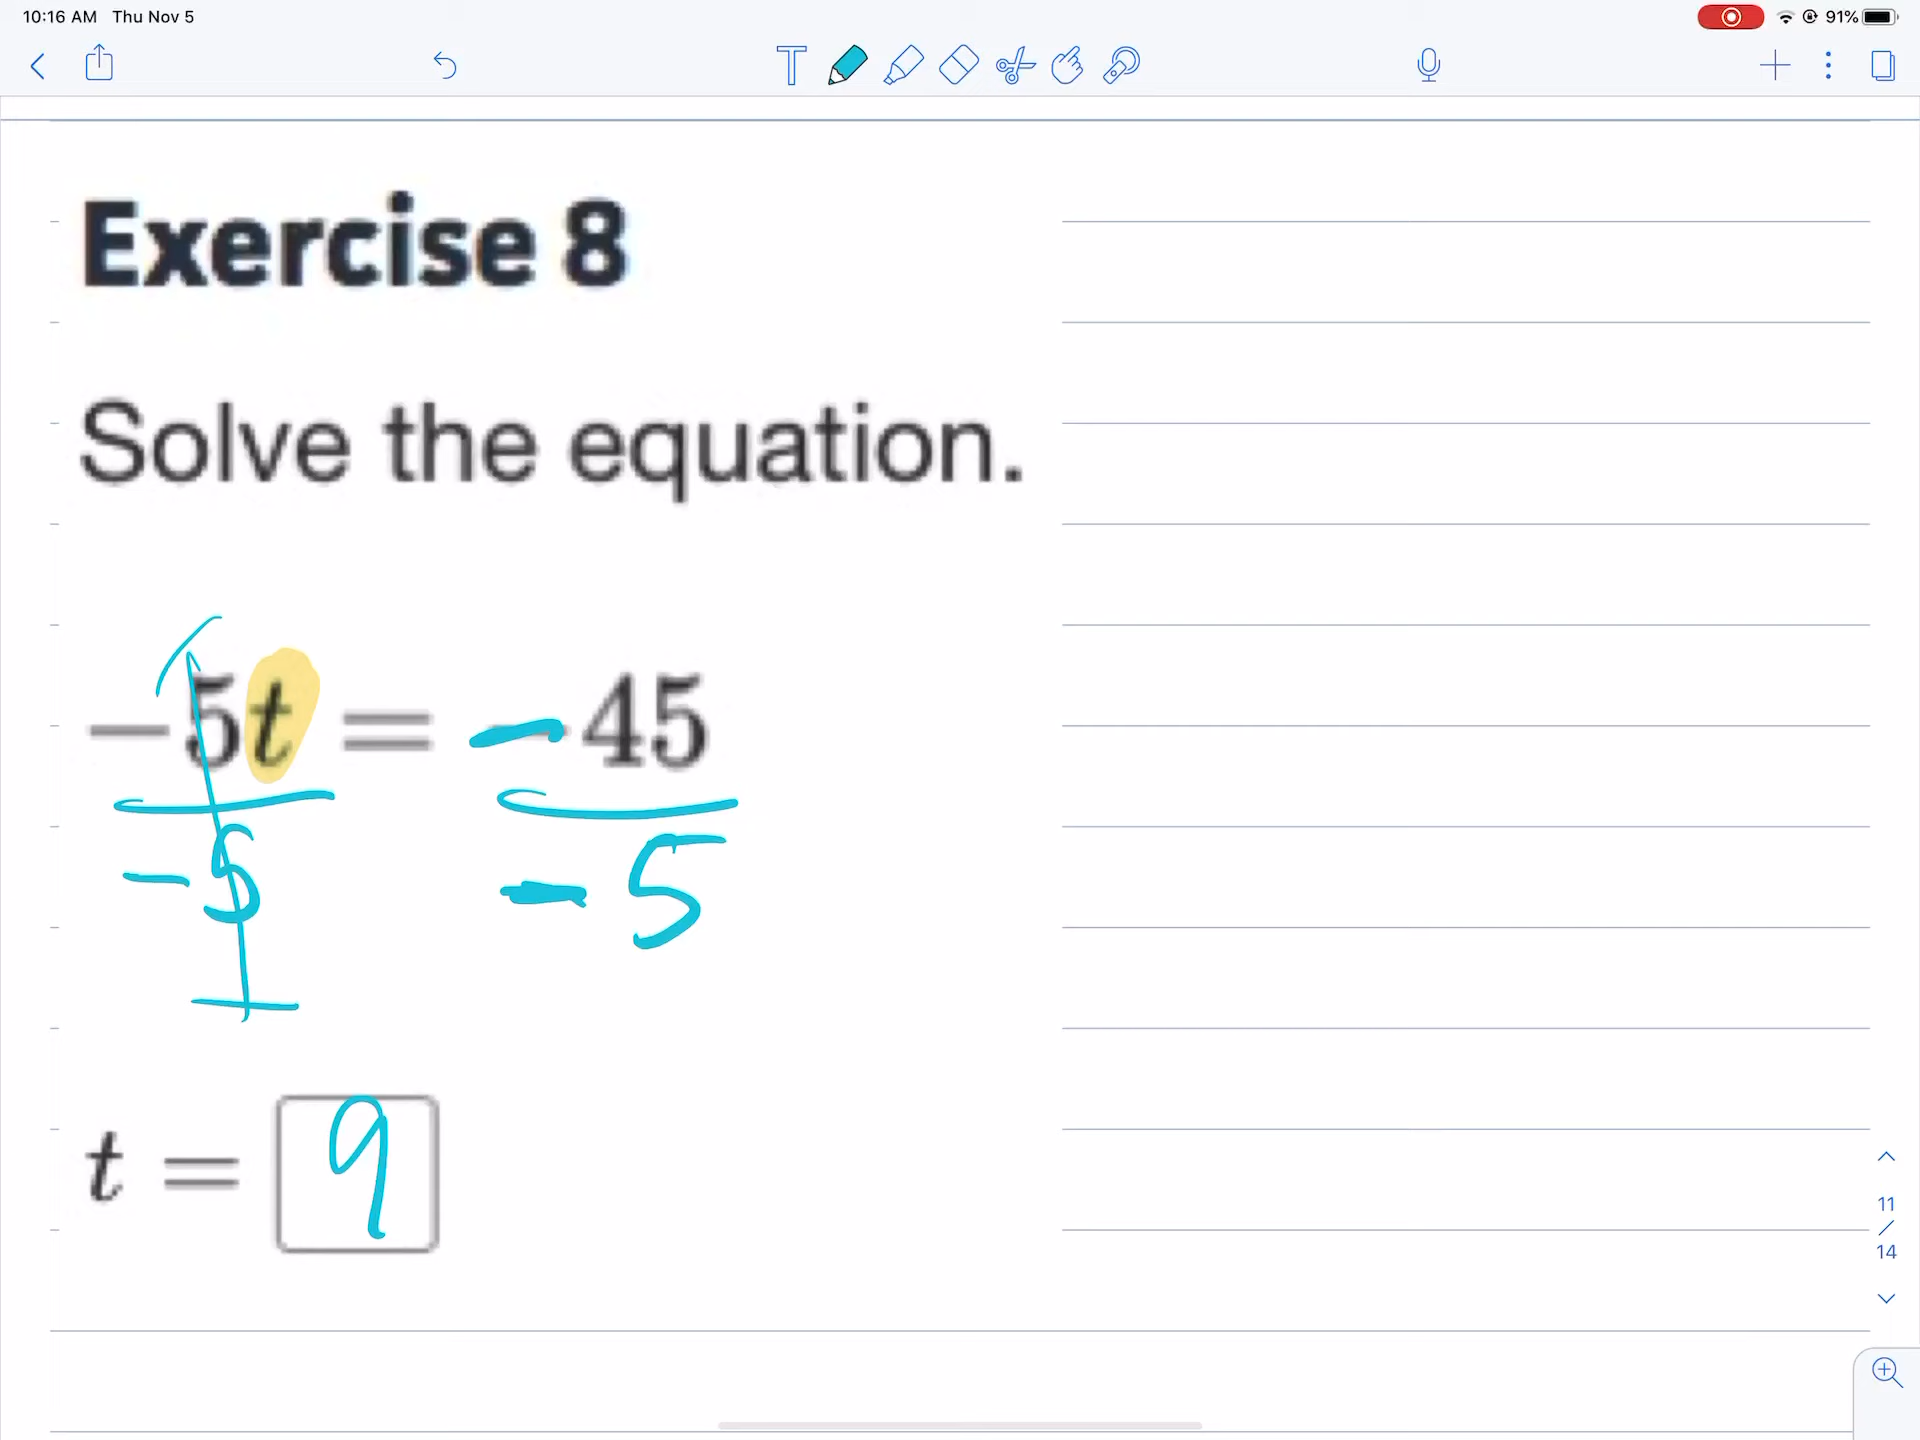 10:16 AM Thu Nov 5 91%
Exercise 8
Solve the equation.
−5t = −45
−5 −5
1
t = 9
11
/
14